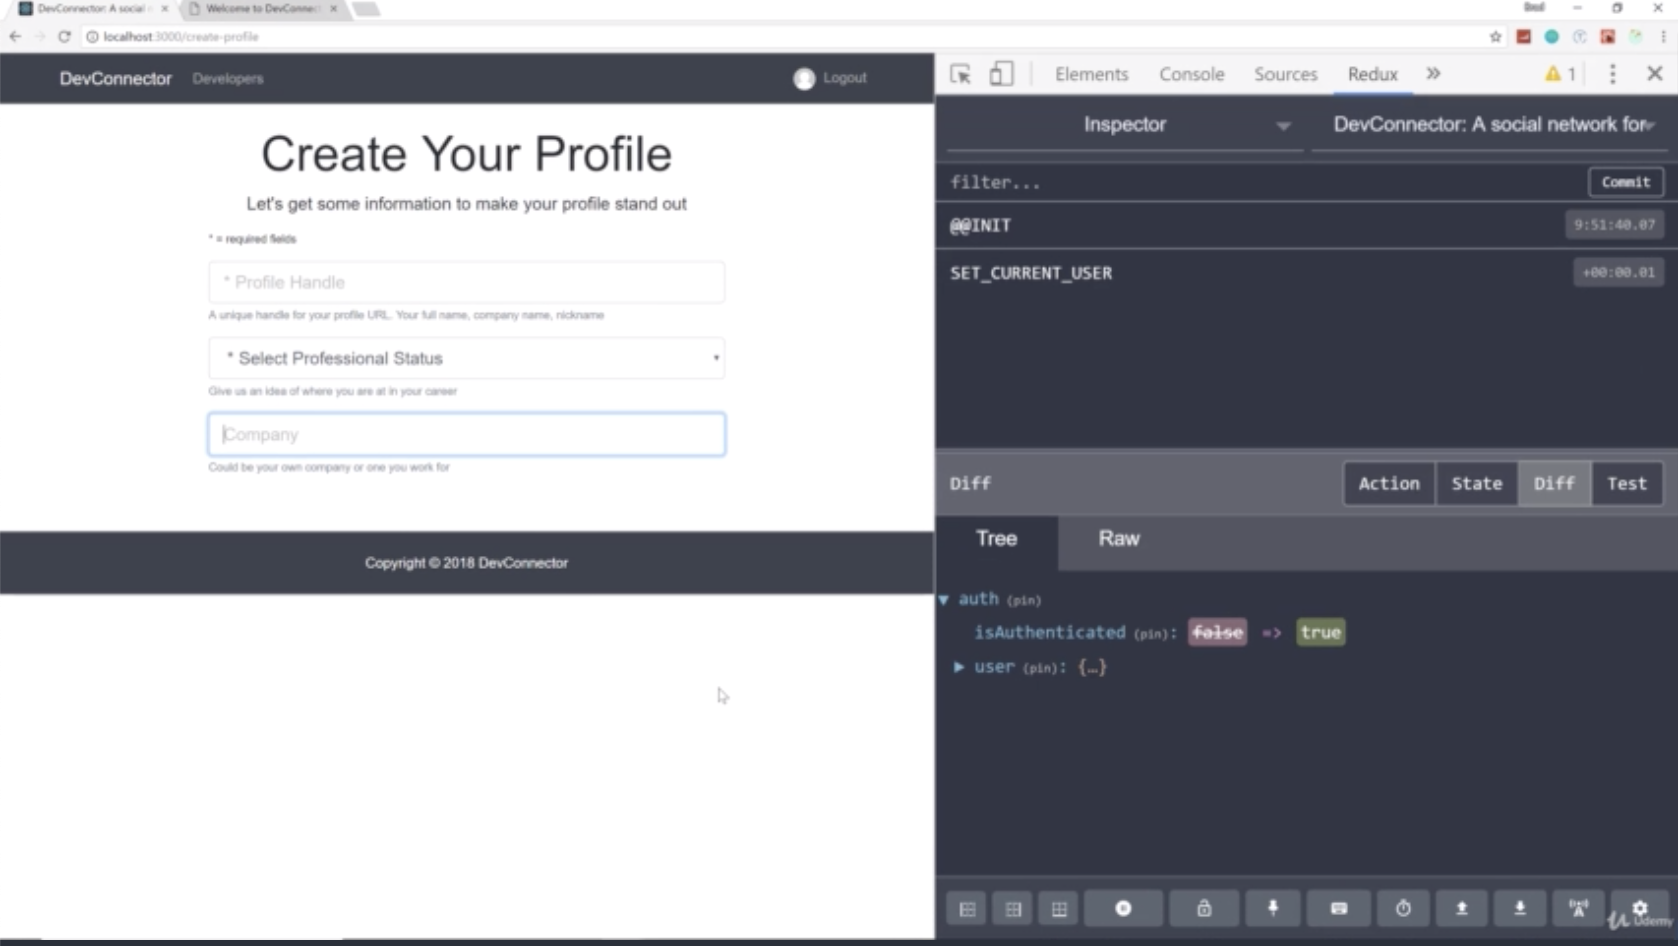 DevConnector: A social
Welcome to DevConnec
localhost:3000/create-profile
DevConnector Developers Logout
Create Your Profile
Let's get some information to make your profile stand out
* = required fields
* Profile Handle
A unique handle for your profile URL. Your full name, company name, nickname
* Select Professional Status
Give us an idea of where you are at in your career
Company
Could be your own company or one you work for
Copyright © 2018 DevConnector
Elements Console Sources Redux » 1
Inspector DevConnector: A social network for
filter... Commit
@@INIT 9:51:40.07
SET_CURRENT_USER +00:00.01
Diff Action State Diff Test
Tree Raw
auth (pin)
isAuthenticated (pin): false => true
user (pin): {…}
Udemy